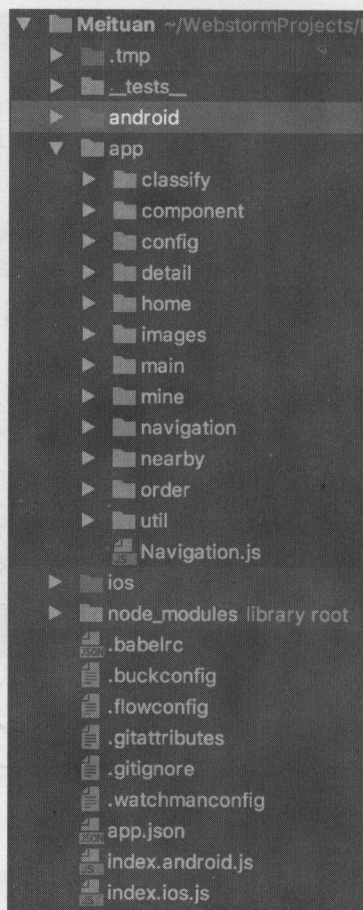 Meituan ~/WebstormProjects/
.tmp
__tests__
android
app
classify
component
config
detail
home
images
main
mine
navigation
nearby
order
util
Navigation.js
ios
node_modules library root
.babelrc
.buckconfig
.flowconfig
.gitattributes
.gitignore
.watchmanconfig
app.json
index.android.js
index.ios.js